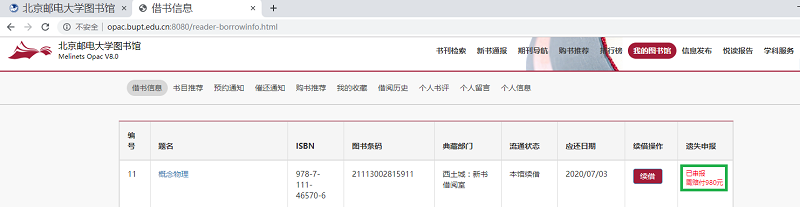 北京邮电大学图书馆
借书信息
不安全 | opac.bupt.edu.cn:8080/reader-borrowinfo.html
北京邮电大学图书馆
Melinets Opac V8.0
书刊检索 新书通报 期刊导航 购书推荐 排行榜 我的图书馆 信息发布 悦读报告 学科服务
借书信息 书目推荐 预约通知 催还通知 购书推荐 我的收藏 借阅历史 个人书评 个人留言 个人信息
编号 题名 ISBN 图书条码 典藏部门 流通状态 应还日期 续借操作 遗失申报
11 概念物理 978-7-111-46570-6 21113002815911 西土城：新书借阅室 本馆续借 2020/07/03 续借 已申报
需赔付980元